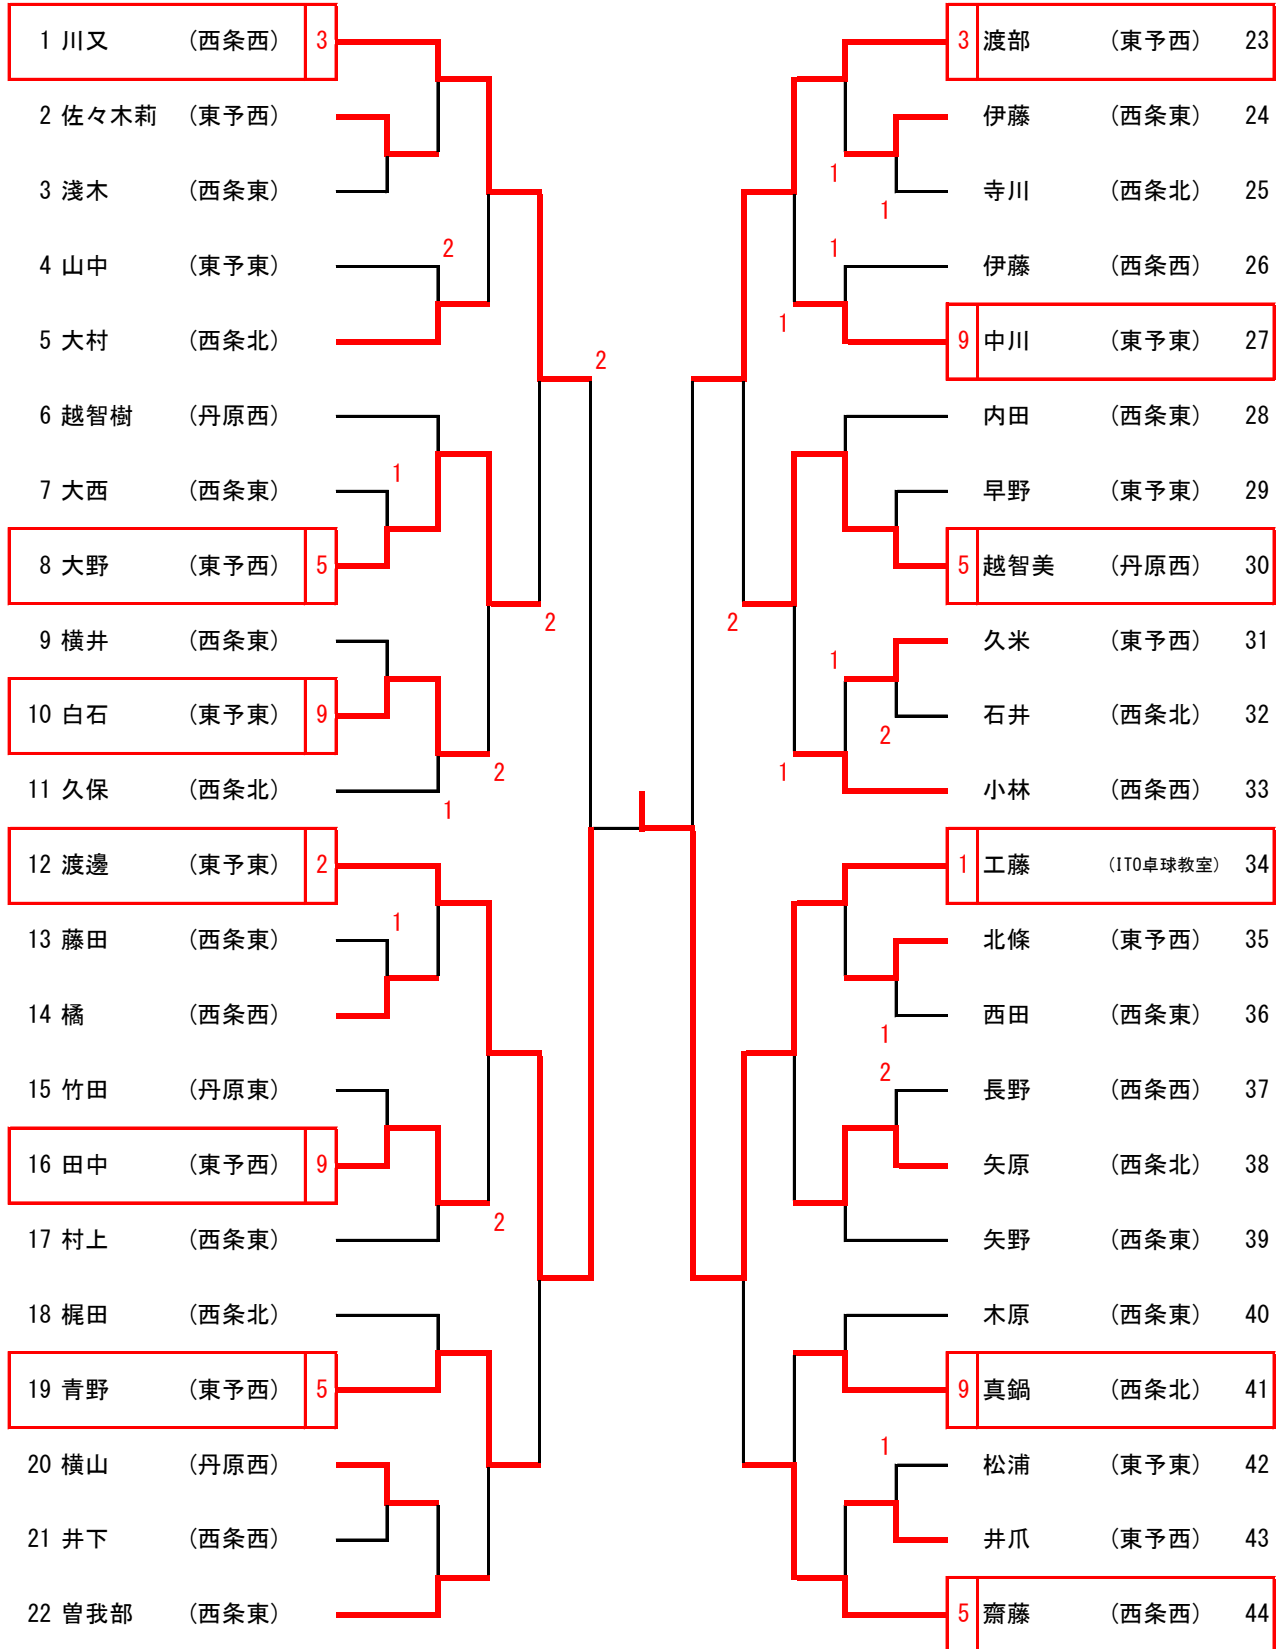 1 川又 (西条西) 3
2 佐々木莉 (東予西)
3 淺木 (西条東)
2
4 山中 (東予東)
5 大村 (西条北)
2
6 越智樹 (丹原西)
1
7 大西 (西条東)
8 大野 (東予西) 5
2
9 横井 (西条東)
10 白石 (東予東) 9
2
11 久保 (西条北)
1
12 渡邊 (東予東) 2
1
13 藤田 (西条東)
14 橘 (西条西)
15 竹田 (丹原東)
16 田中 (東予西) 9
2
17 村上 (西条東)
18 梶田 (西条北)
19 青野 (東予西) 5
20 横山 (丹原西)
21 井下 (西条西)
22 曽我部 (西条東)
3 渡部 (東予西) 23
伊藤 (西条東) 24
1
寺川 (西条北) 25
1
1
伊藤 (西条西) 26
1
9 中川 (東予東) 27
内田 (西条東) 28
早野 (東予東) 29
5 越智美 (丹原西) 30
2
久米 (東予西) 31
1
石井 (西条北) 32
2
1
小林 (西条西) 33
1 工藤 (ITO卓球教室) 34
北條 (東予西) 35
西田 (西条東) 36
1
2
長野 (西条西) 37
矢原 (西条北) 38
矢野 (西条東) 39
木原 (西条東) 40
9 真鍋 (西条北) 41
1
松浦 (東予東) 42
井爪 (東予西) 43
5 齋藤 (西条西) 44